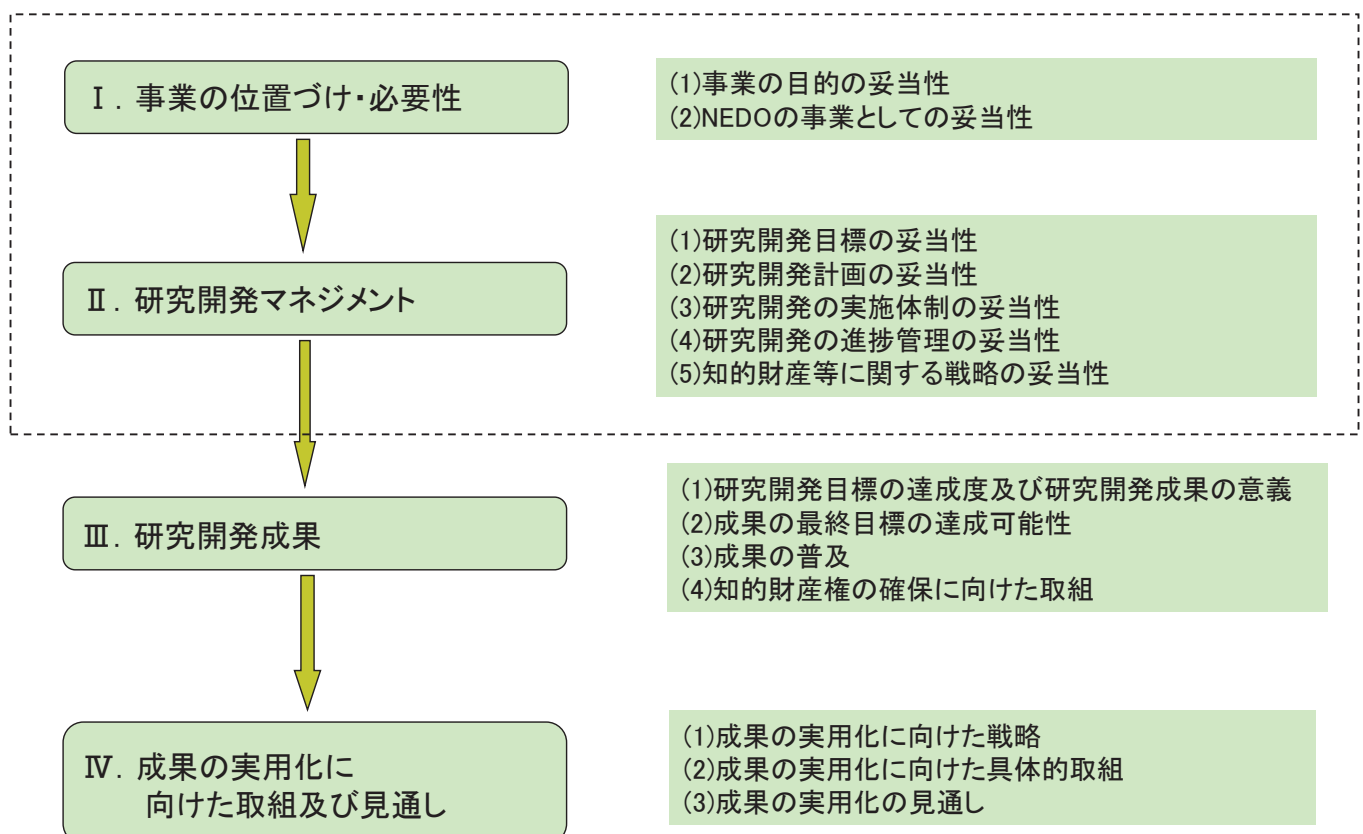 Ⅰ. 事業の位置づけ・必要性
(1)事業の目的の妥当性
(2)NEDOの事業としての妥当性
Ⅱ. 研究開発マネジメント
(1)研究開発目標の妥当性
(2)研究開発計画の妥当性
(3)研究開発の実施体制の妥当性
(4)研究開発の進捗管理の妥当性
(5)知的財産等に関する戦略の妥当性
Ⅲ. 研究開発成果
(1)研究開発目標の達成度及び研究開発成果の意義
(2)成果の最終目標の達成可能性
(3)成果の普及
(4)知的財産権の確保に向けた取組
Ⅳ. 成果の実用化に
向けた取組及び見通し
(1)成果の実用化に向けた戦略
(2)成果の実用化に向けた具体的取組
(3)成果の実用化の見通し